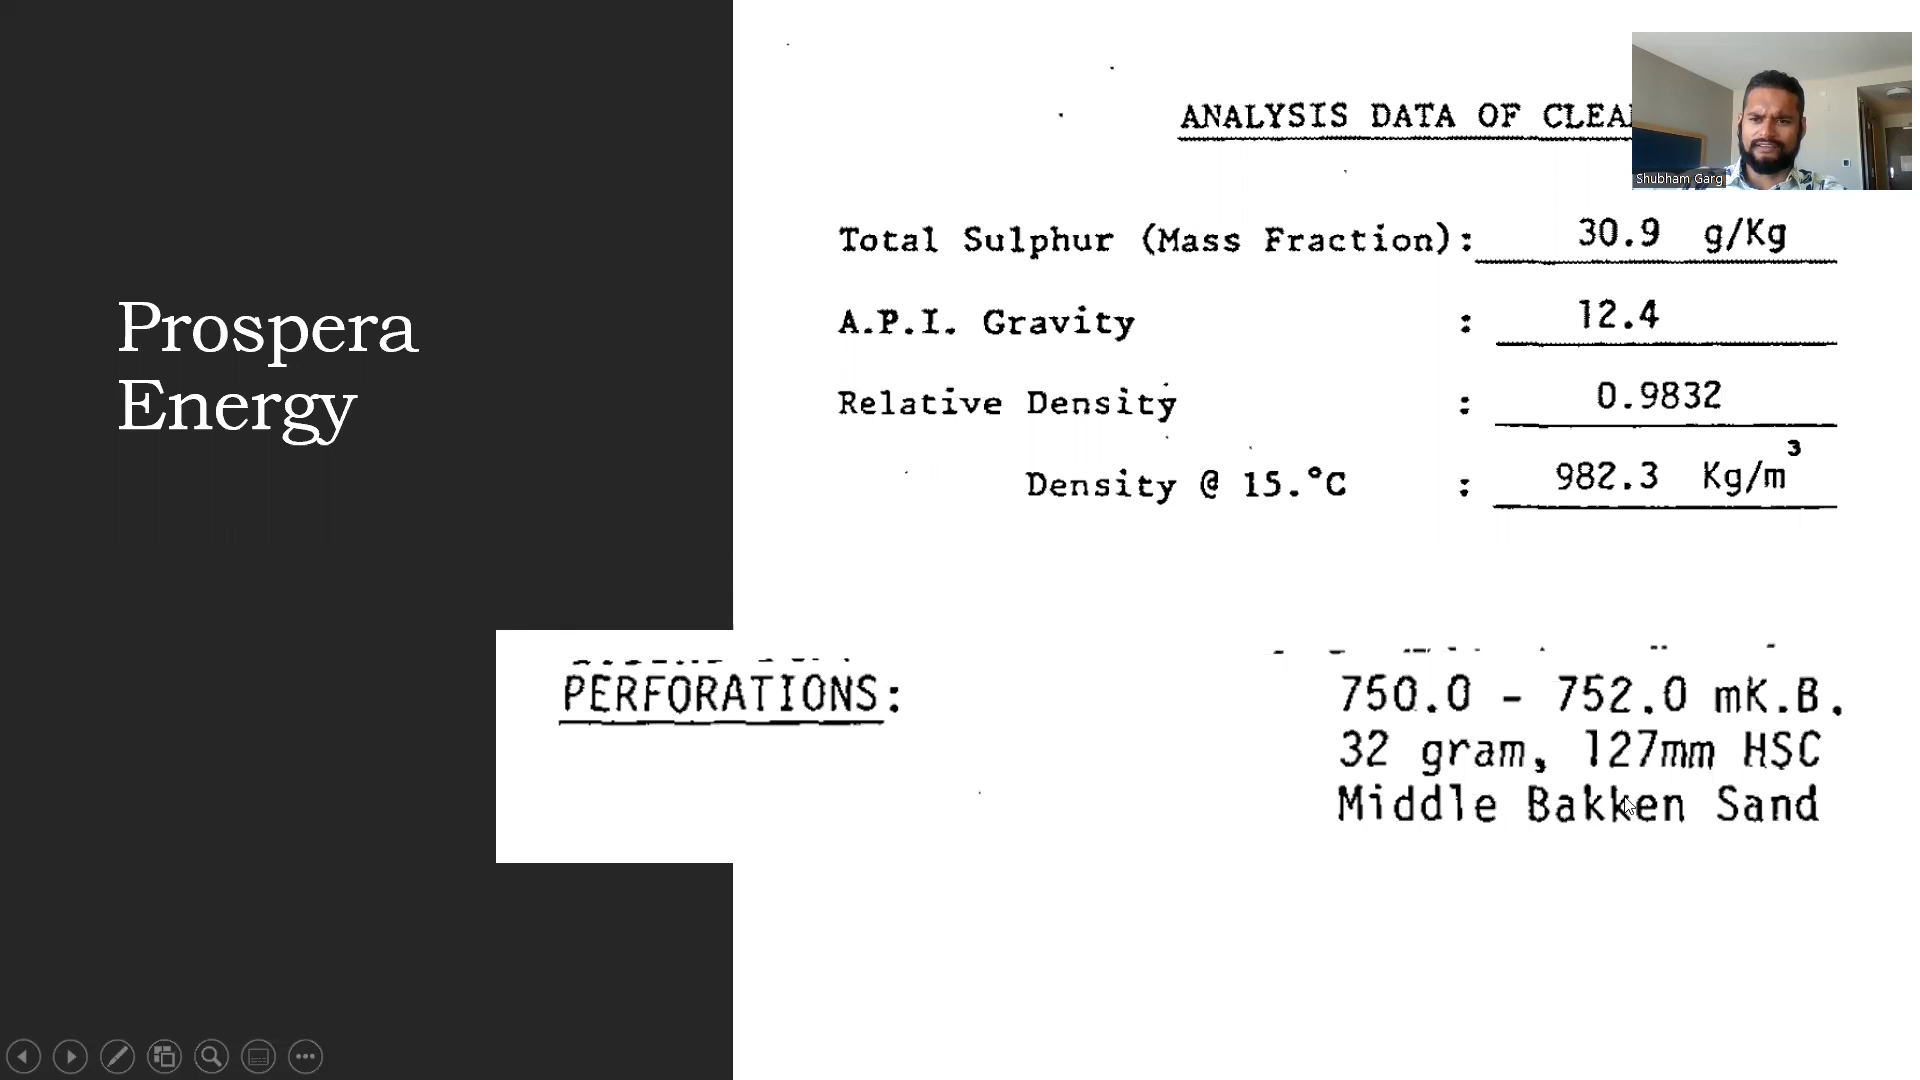 Prospera
Energy
ANALYSIS DATA OF
Shubham Garg
Total Sulphur (Mass Fraction): 30.9 g/Kg
A.P.I. Gravity : 12.4
Relative Density : 0.9832
Density @ 15.°C : 982.3 Kg/m³
PERFORATIONS: 750.0 - 752.0 mK.B.
32 gram, 127mm HSC
Middle Bakken Sand